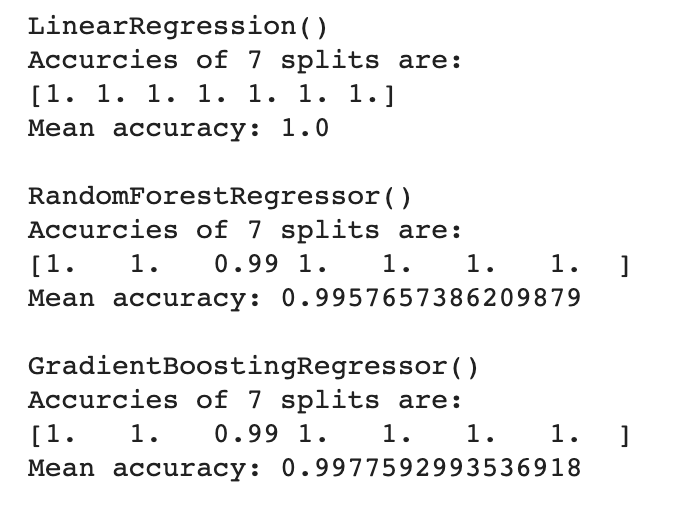 LinearRegression()
Accurcies of 7 splits are:
[1. 1. 1. 1. 1. 1. 1.]
Mean accuracy: 1.0
RandomForestRegressor()
Accurcies of 7 splits are:
[1.   1.   0.99 1.   1.   1.   1.  ]
Mean accuracy: 0.9957657386209879
GradientBoostingRegressor()
Accurcies of 7 splits are:
[1.   1.   0.99 1.   1.   1.   1.  ]
Mean accuracy: 0.9977592993536918